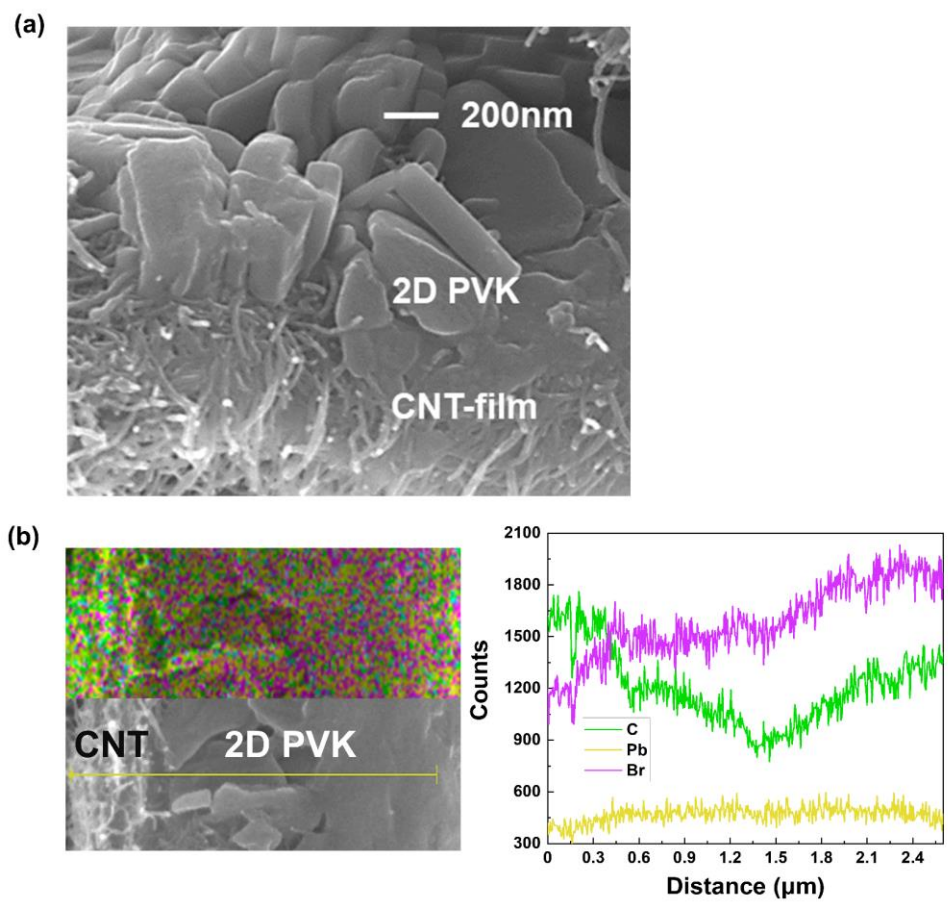 (a)
200nm
2D PVK
CNT-film
(b)
CNT 2D PVK
2100
1800
1500
1200
900
600
300
Counts
C
Pb
Br
0 0.3 0.6 0.9 1.2 1.5 1.8 2.1 2.4
Distance (μm)